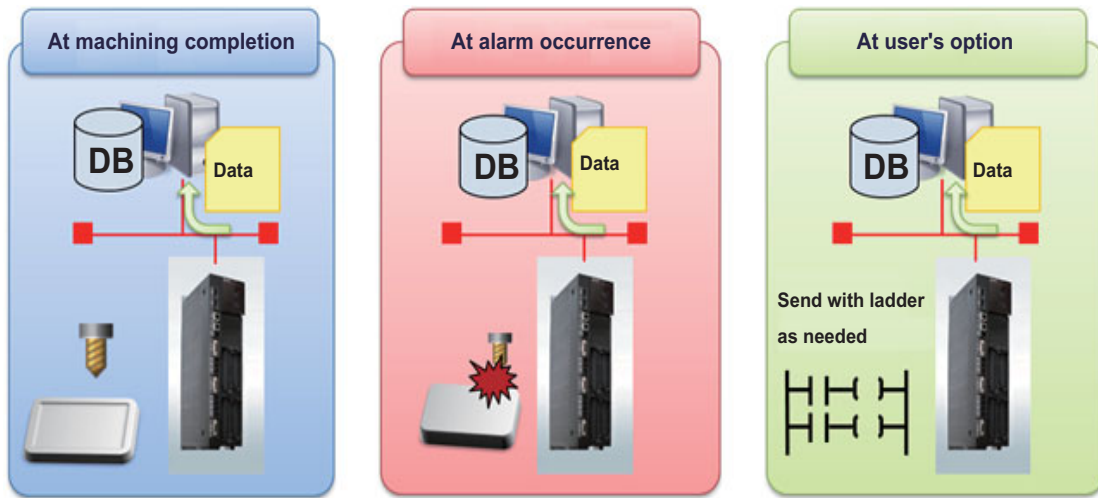 At machining completion
DB
Data
At alarm occurrence
DB
Data
At user's option
DB
Data
Send with ladder
as needed